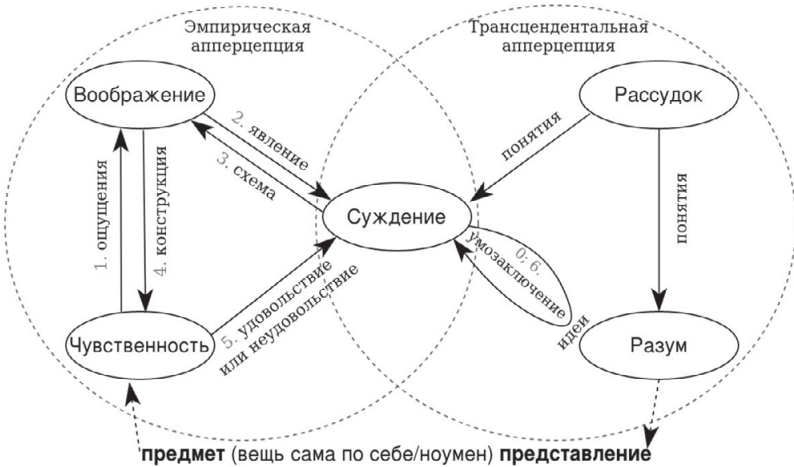 Эмпирическая
апперцепция
Трансцендентальная
апперцепция
Воображение
Рассудок
2. явление
3. схема
понятия
1. ощущения
4. конструкция
Суждение
понятия
0; 6.
умозаключение
5. удовольствие
или неудовольствие
идеи
Чувственность
Разум
предмет (вещь сама по себе/ноумен) представление